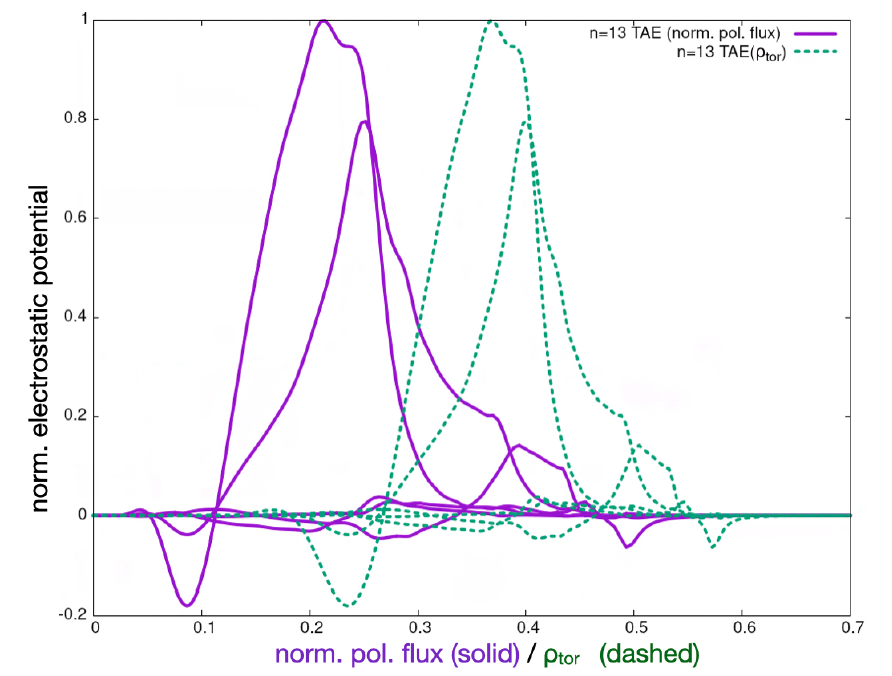 n=13 TAE (norm. pol. flux)
n=13 TAE(ρtor)
norm. electrostatic potential
1
0.8
0.6
0.4
0.2
0
-0.2
0 0.1 0.2 0.3 0.4 0.5 0.6 0.7
norm. pol. flux (solid) / ρtor (dashed)